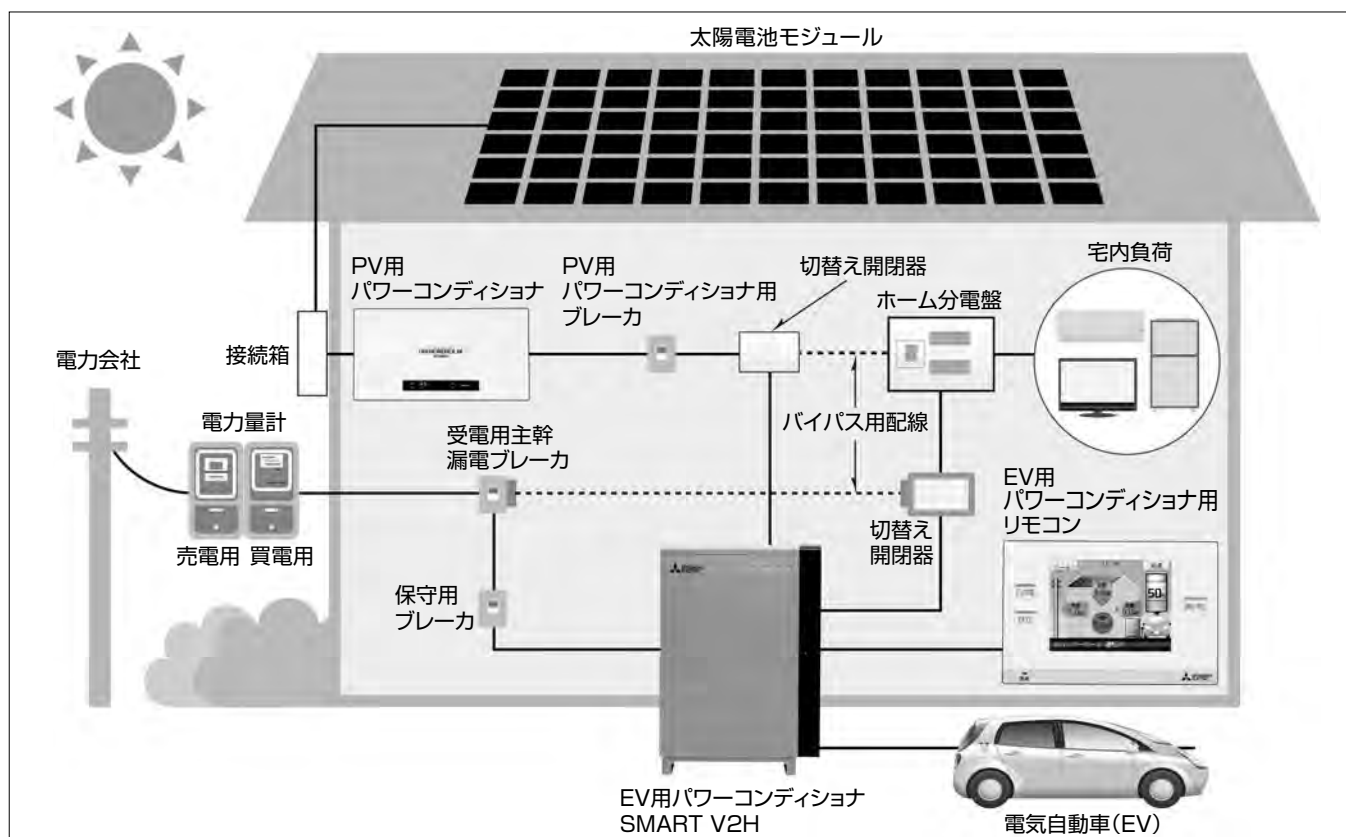 太陽電池モジュール
PV用
パワーコンディショナ
PV用
パワーコンディショナ用
ブレーカ
切替え開閉器
ホーム分電盤
宅内負荷
電力会社
接続箱
電力量計
売電用
買電用
受電用主幹
漏電ブレーカ
バイパス用配線
切替え
開閉器
EV用
パワーコンディショナ用
リモコン
50
保守用
ブレーカ
EV用パワーコンディショナ
SMART V2H
電気自動車(EV)